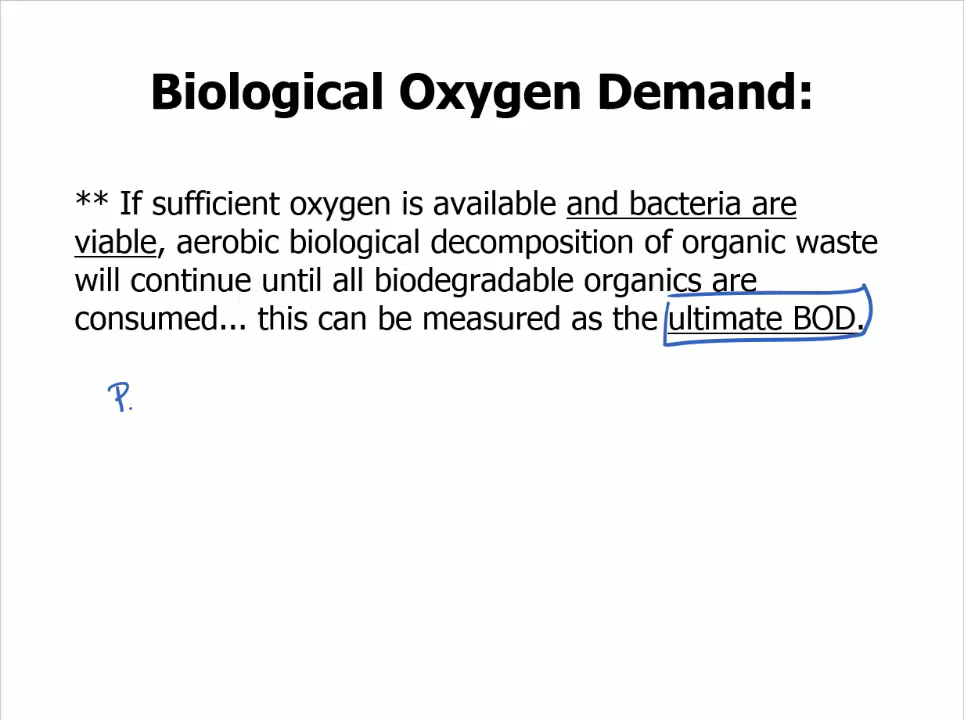 Biological Oxygen Demand:
** If sufficient oxygen is available and bacteria are
viable, aerobic biological decomposition of organic waste
will continue until all biodegradable organics are
consumed... this can be measured as the ultimate BOD.
P.